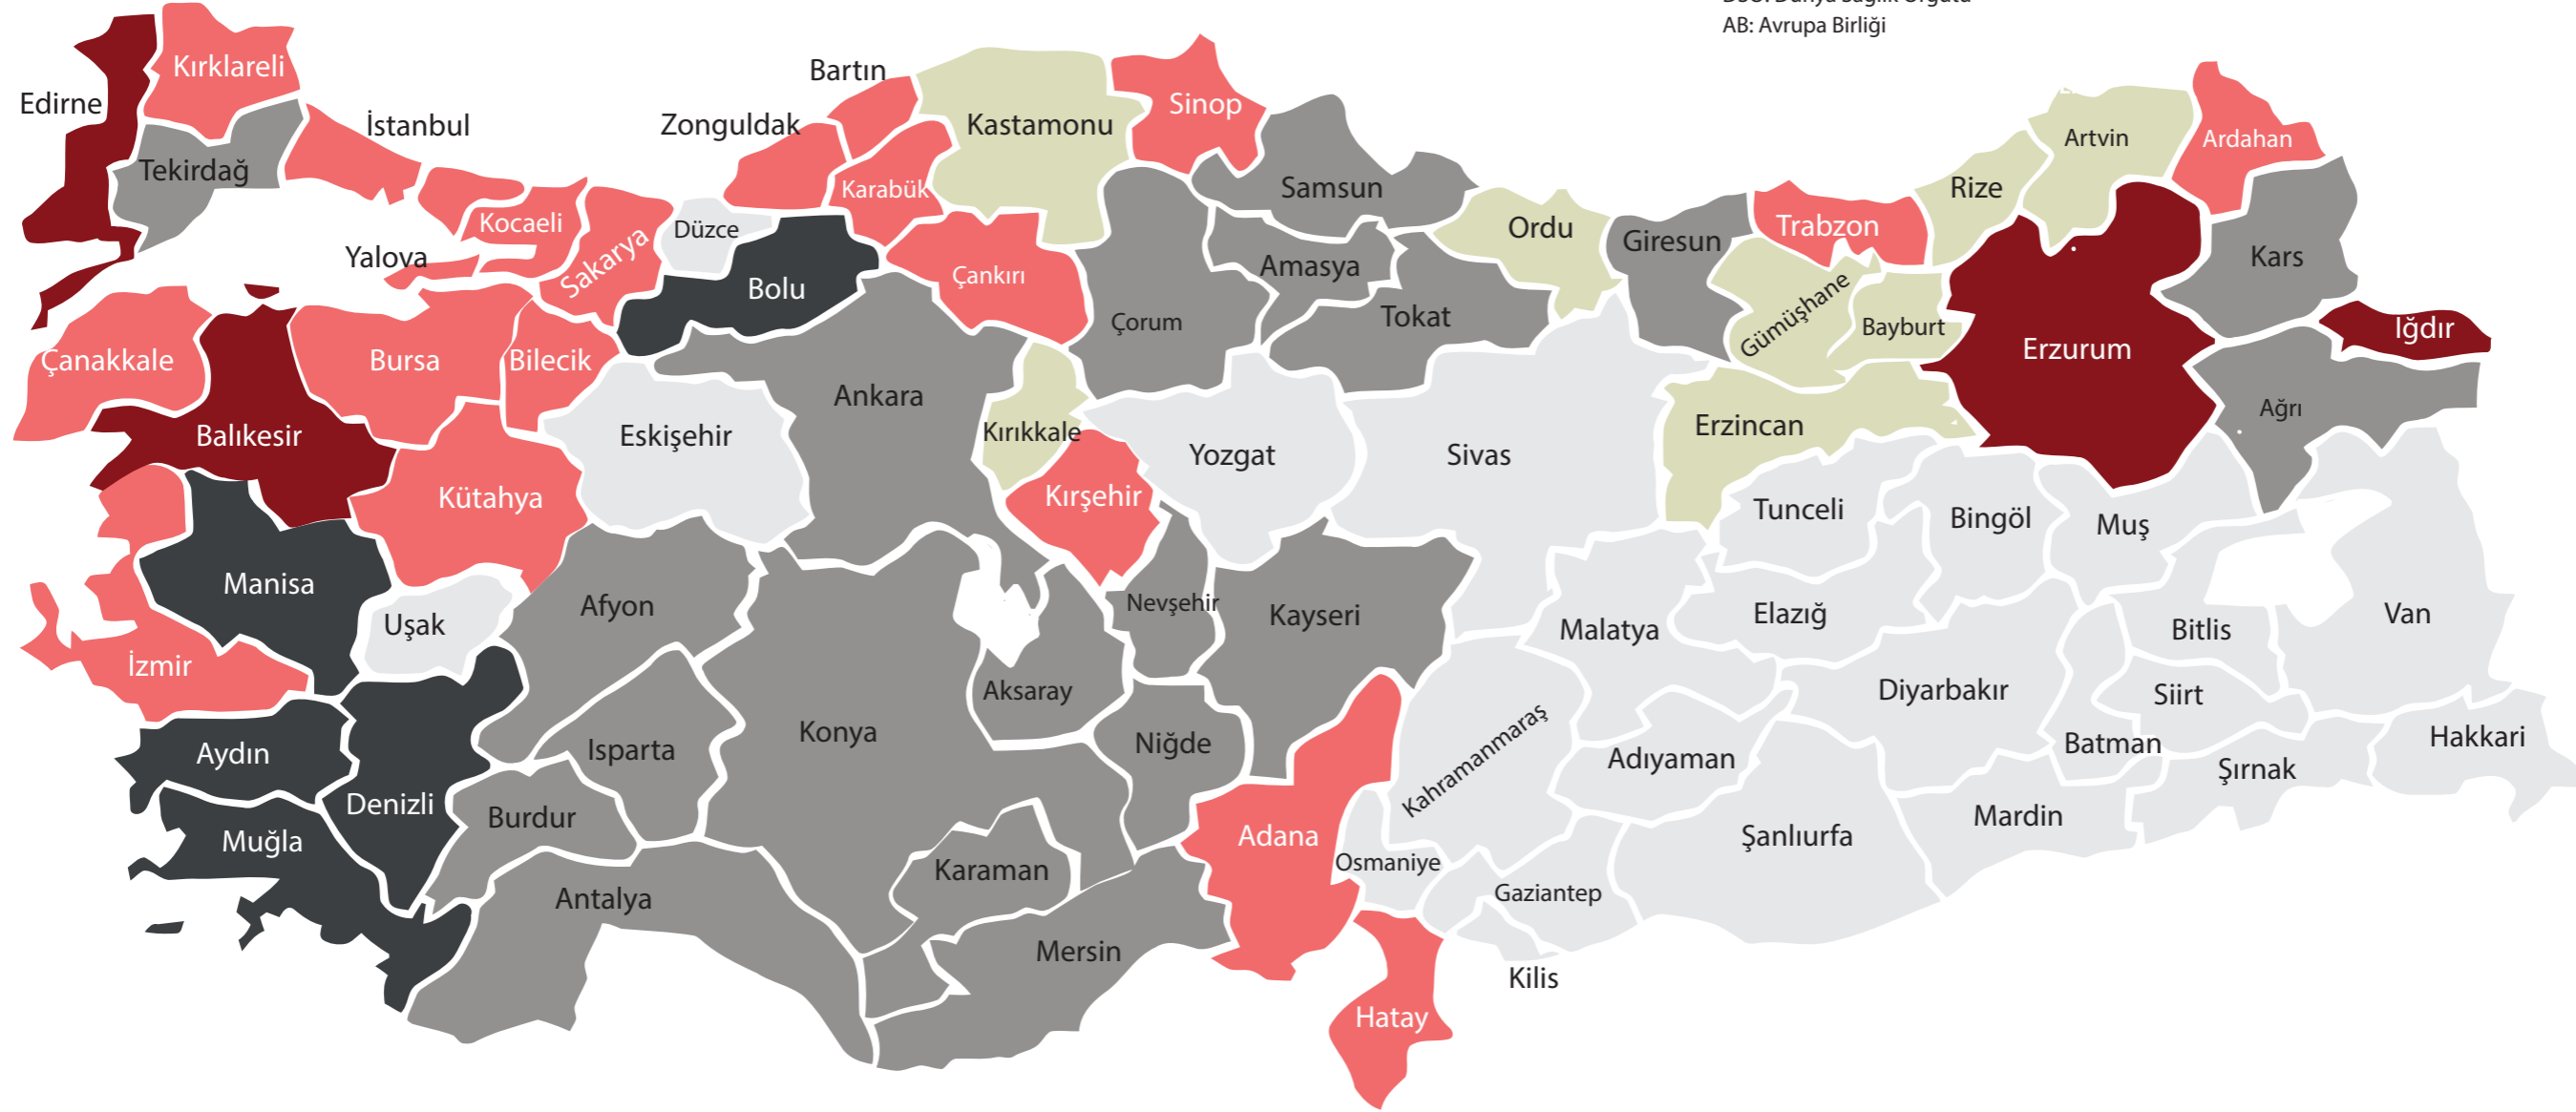 AB: Avrupa Birliği
Edirne
Kırklareli
Tekirdağ
İstanbul
Kocaeli
Yalova
Sakarya
Düzce
Bolu
Zonguldak
Bartın
Karabük
Kastamonu
Çankırı
Sinop
Samsun
Çorum
Amasya
Tokat
Ordu
Giresun
Trabzon
Gümüşhane
Bayburt
Rize
Artvin
Ardahan
Kars
Iğdır
Erzurum
Ağrı
Çanakkale
Balıkesir
Bursa
Bilecik
Kütahya
Eskişehir
Ankara
Kırıkkale
Kırşehir
Yozgat
Sivas
Erzincan
Tunceli
Bingöl
Muş
Manisa
Uşak
İzmir
Afyon
Konya
Aksaray
Nevşehir
Kayseri
Malatya
Elazığ
Bitlis
Van
Aydın
Denizli
Muğla
Burdur
Isparta
Antalya
Karaman
Niğde
Mersin
Adana
Osmaniye
Kahramanmaraş
Adıyaman
Diyarbakır
Batman
Siirt
Şırnak
Hakkari
Mardin
Şanlıurfa
Gaziantep
Kilis
Hatay